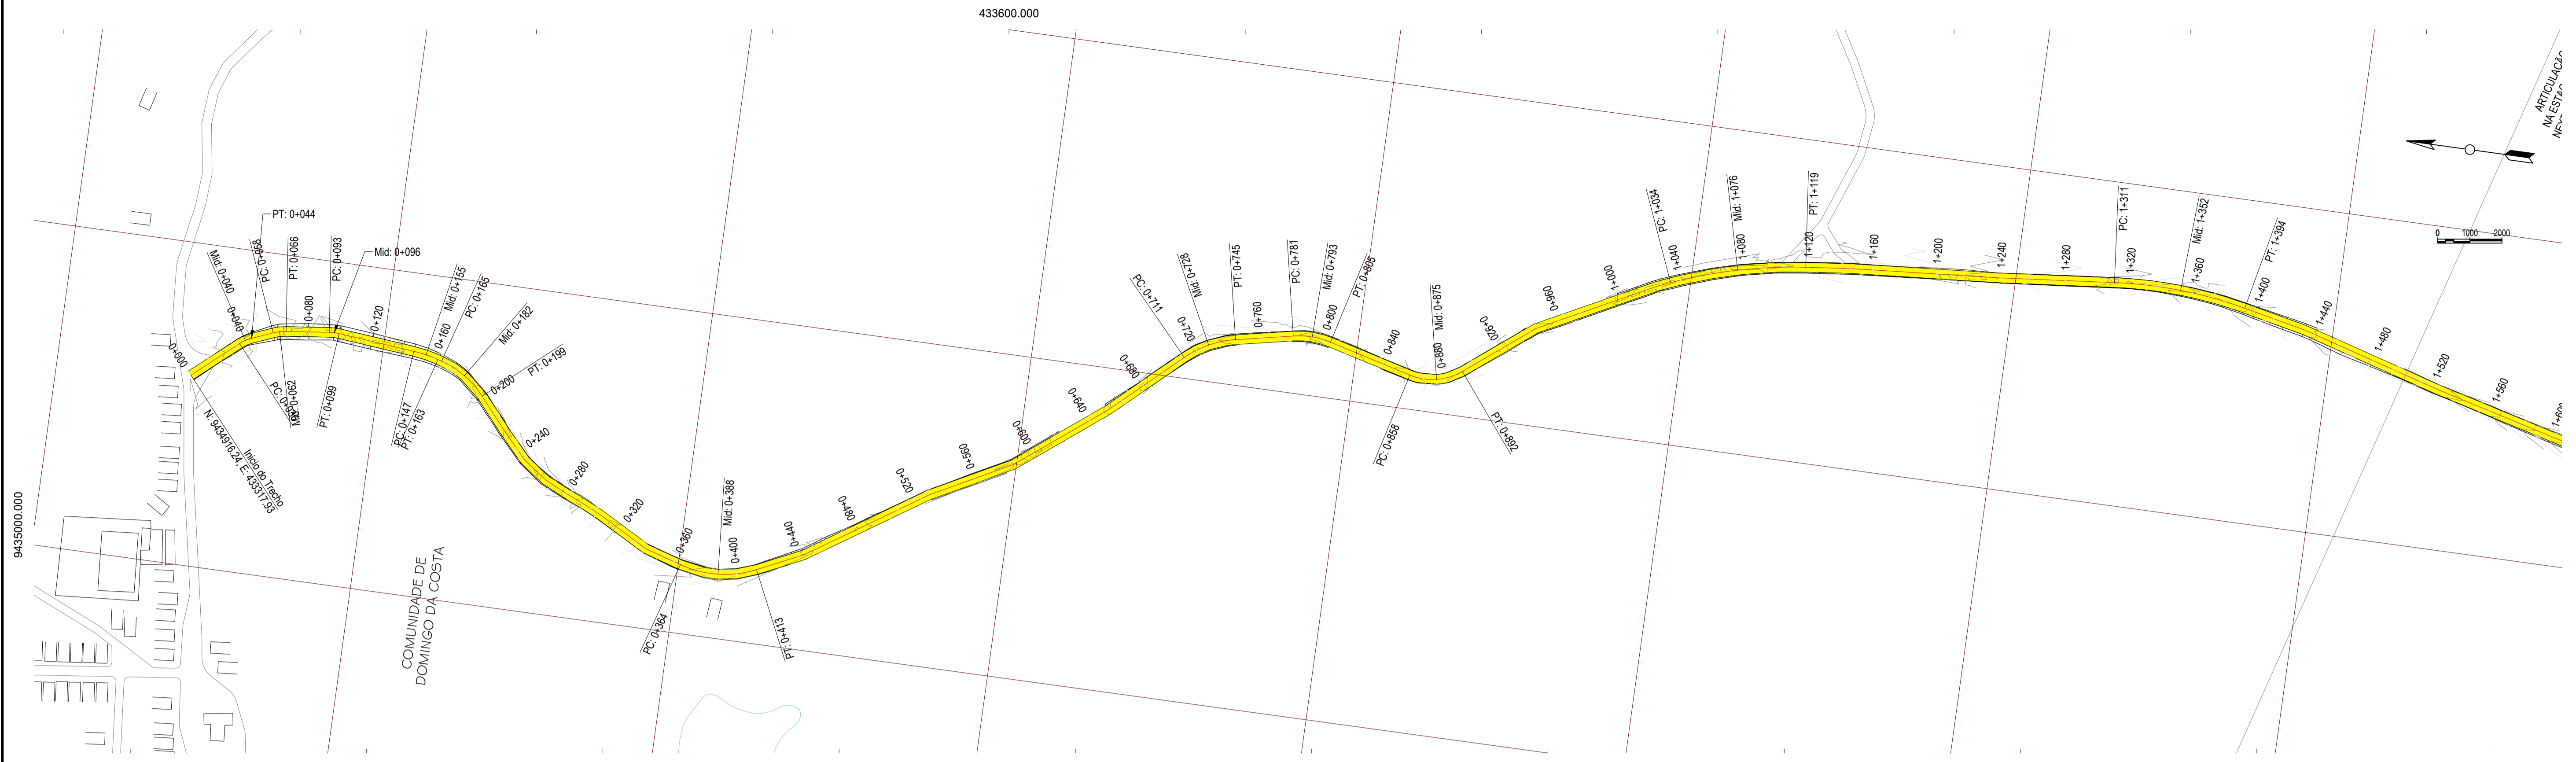 433600.000
9435000.000
PT: 0+044
Mid: 0+040
PC: 0+058
PT: 0+066
PC: 0+093
Mid: 0+096
0+000
0+040
0+080
0+120
Mid: 0+155
PC: 0+165
0+160
Mid: 0+182
PT: 0+199
0+200
Mid: 0+062
PT: 0+099
PC: 0+147
PT: 0+163
Inicio do Trecho
N: 9434916.24, E: 433317.93
0+240
0+280
0+320
0+360
PC: 0+364
Mid: 0+388
0+400
PT: 0+413
0+440
0+480
0+520
0+560
0+600
0+640
0+680
PC: 0+711
0+720
Mid: 0+728
PT: 0+745
0+760
PC: 0+781
Mid: 0+793
0+800
PT: 0+805
0+840
PC: 0+858
Mid: 0+875
0+880
PT: 0+892
0+920
0+960
1+000
PC: 1+034
1+040
Mid: 1+076
1+080
PT: 1+119
1+120
1+160
1+200
1+240
1+280
PC: 1+311
1+320
Mid: 1+352
1+360
PT: 1+394
1+400
1+440
1+480
1+520
1+560
1+600
COMUNIDADE DE
DOMINGO DA COSTA
0 1000 2000
ARTICULACÃO
NA ESTAC